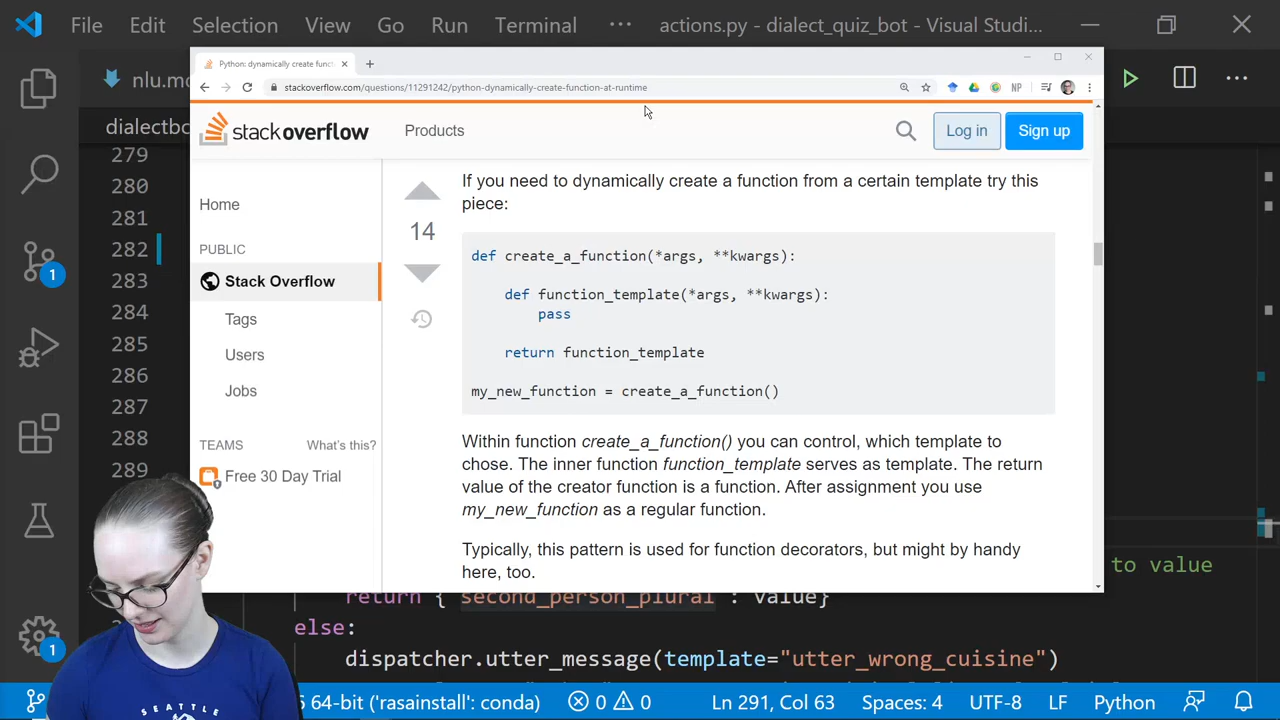 File Edit Selection View Go Run Terminal ··· actions.py - dialect_quiz_bot - Visual Studi...
nlu.m
Python: dynamically create funct
stackoverflow.com/questions/11291242/python-dynamically-create-function-at-runtime
NP
dialectbo
stackoverflow Products Log in Sign up
279
280
281
282
283
284
285
286
287
288
289
Home
PUBLIC
Stack Overflow
Tags
Users
Jobs
TEAMS What's this?
Free 30 Day Trial
If you need to dynamically create a function from a certain template try this
piece:
14
def create_a_function(*args, **kwargs):
def function_template(*args, **kwargs):
pass
return function_template
my_new_function = create_a_function()
Within function create_a_function() you can control, which template to
chose. The inner function function_template serves as template. The return
value of the creator function is a function. After assignment you use
my_new_function as a regular function.
Typically, this pattern is used for function decorators, but might by handy
here, too.
1
1
to value
return { second_person_plural : value}
else:
dispatcher.utter_message(template="utter_wrong_cuisine")
6 64-bit ('rasainstall': conda) 0 0 Ln 291, Col 63 Spaces: 4 UTF-8 LF Python
SEATTLE